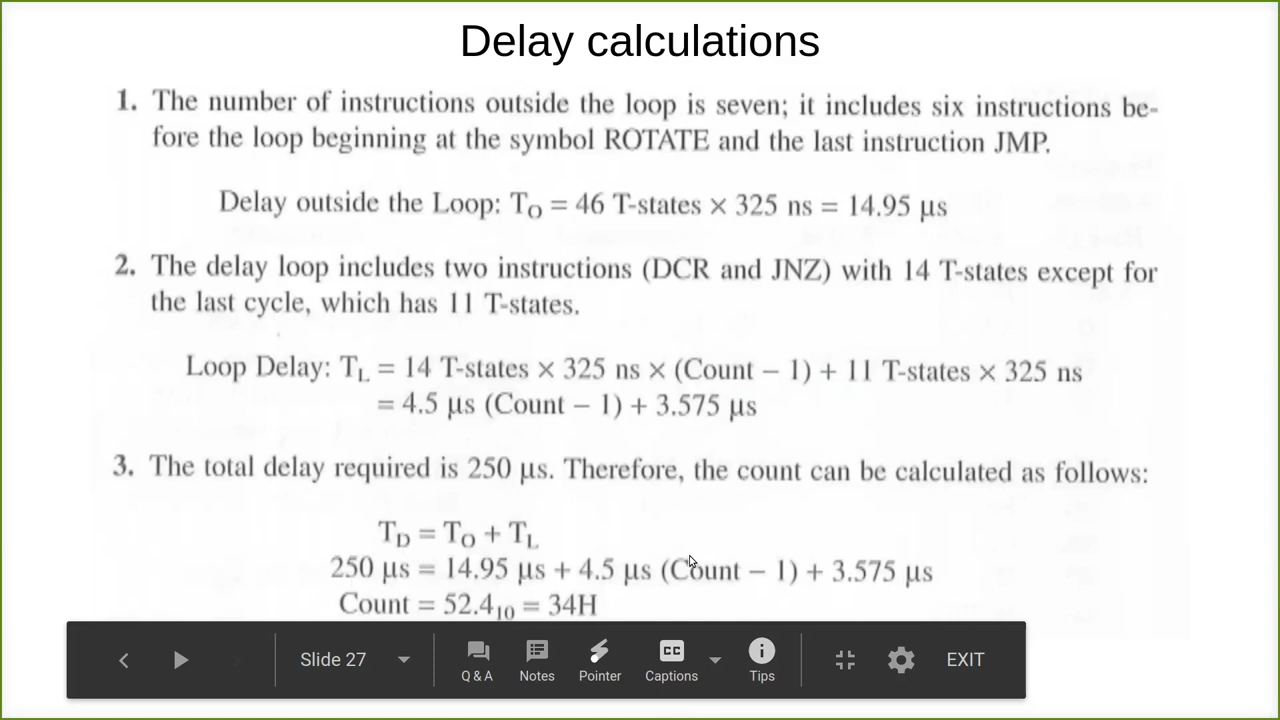 Delay calculations
1. The number of instructions outside the loop is seven; it includes six instructions be-
fore the loop beginning at the symbol ROTATE and the last instruction JMP.
Delay outside the Loop: T_O = 46 T-states × 325 ns = 14.95 μs
2. The delay loop includes two instructions (DCR and JNZ) with 14 T-states except for
the last cycle, which has 11 T-states.
Loop Delay: T_L = 14 T-states × 325 ns × (Count − 1) + 11 T-states × 325 ns
= 4.5 μs (Count − 1) + 3.575 μs
3. The total delay required is 250 μs. Therefore, the count can be calculated as follows:
T_D = T_O + T_L
250 μs = 14.95 μs + 4.5 μs (Count − 1) + 3.575 μs
Count = 52.4₁₀ = 34H
Slide 27
Q & A
Notes
Pointer
CC
Captions
Tips
EXIT